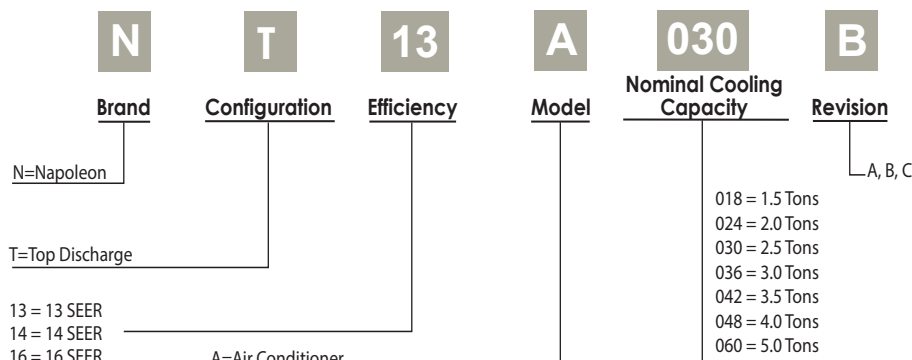 N T 13 A 030 B
Brand Configuration Efficiency Model Nominal Cooling Capacity Revision
N=Napoleon
A, B, C
T=Top Discharge
018 = 1.5 Tons
024 = 2.0 Tons
030 = 2.5 Tons
036 = 3.0 Tons
042 = 3.5 Tons
048 = 4.0 Tons
060 = 5.0 Tons
13 = 13 SEER
14 = 14 SEER
16 = 16 SEER
A=Air Conditioner